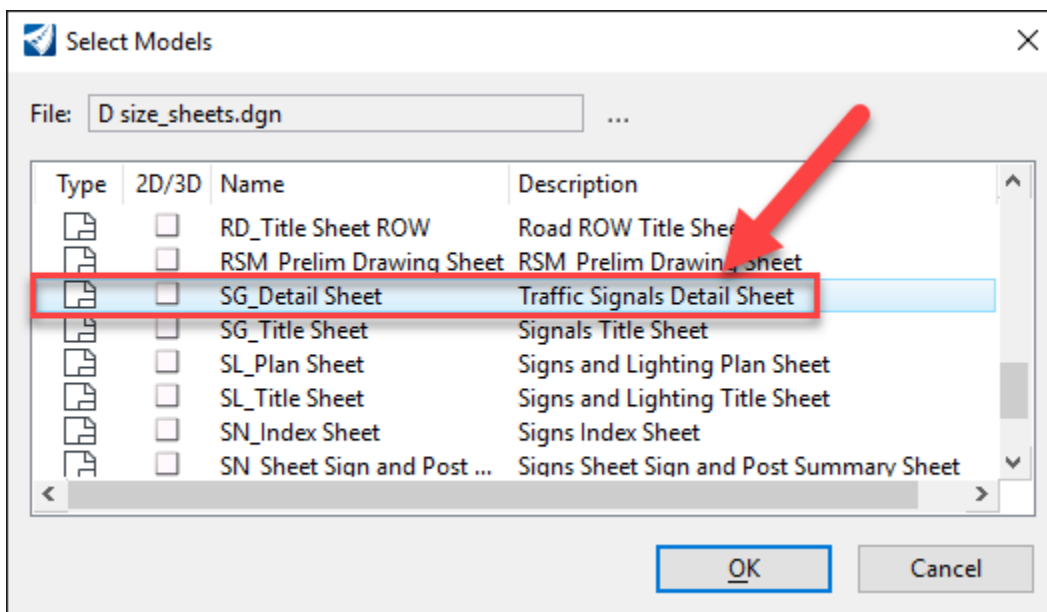 Select Models
File: D size_sheets.dgn ...
Type 2D/3D Name Description
RD_Title Sheet ROW Road ROW Title Sheet
RSM_Prelim Drawing Sheet RSM_Prelim Drawing Sheet
SG_Detail Sheet Traffic Signals Detail Sheet
SG_Title Sheet Signals Title Sheet
SL_Plan Sheet Signs and Lighting Plan Sheet
SL_Title Sheet Signs and Lighting Title Sheet
SN_Index Sheet Signs Index Sheet
SN_Sheet Sign and Post ... Signs Sheet Sign and Post Summary Sheet
OK Cancel